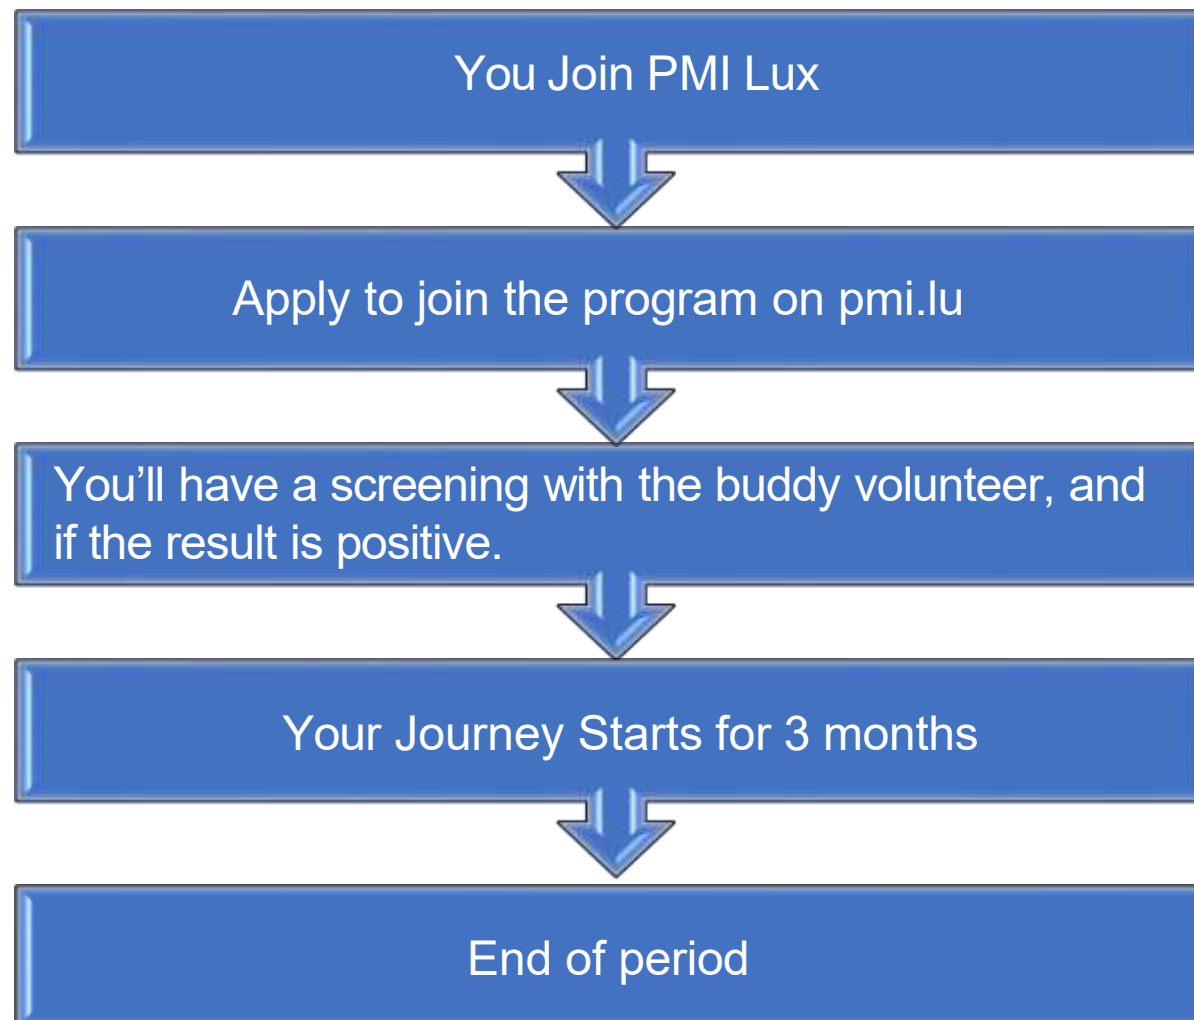 You Join PMI Lux
Apply to join the program on pmi.lu
You’ll have a screening with the buddy volunteer, and
if the result is positive.
Your Journey Starts for 3 months
End of period